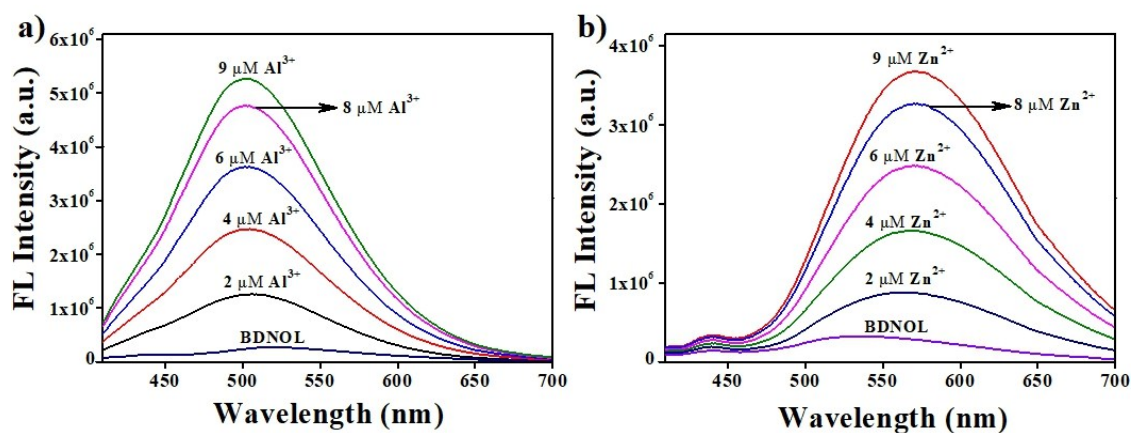 a)
FL Intensity (a.u.)
6x10⁶
5x10⁶
4x10⁶
3x10⁶
2x10⁶
1x10⁶
0
9 µM Al³⁺
8 µM Al³⁺
6 µM Al³⁺
4 µM Al³⁺
2 µM Al³⁺
BDNOL
450 500 550 600 650 700
Wavelength (nm)
b)
FL Intensity (a.u.)
4x10⁶
3x10⁶
2x10⁶
1x10⁶
0
9 µM Zn²⁺
8 µM Zn²⁺
6 µM Zn²⁺
4 µM Zn²⁺
2 µM Zn²⁺
BDNOL
450 500 550 600 650 700
Wavelength (nm)